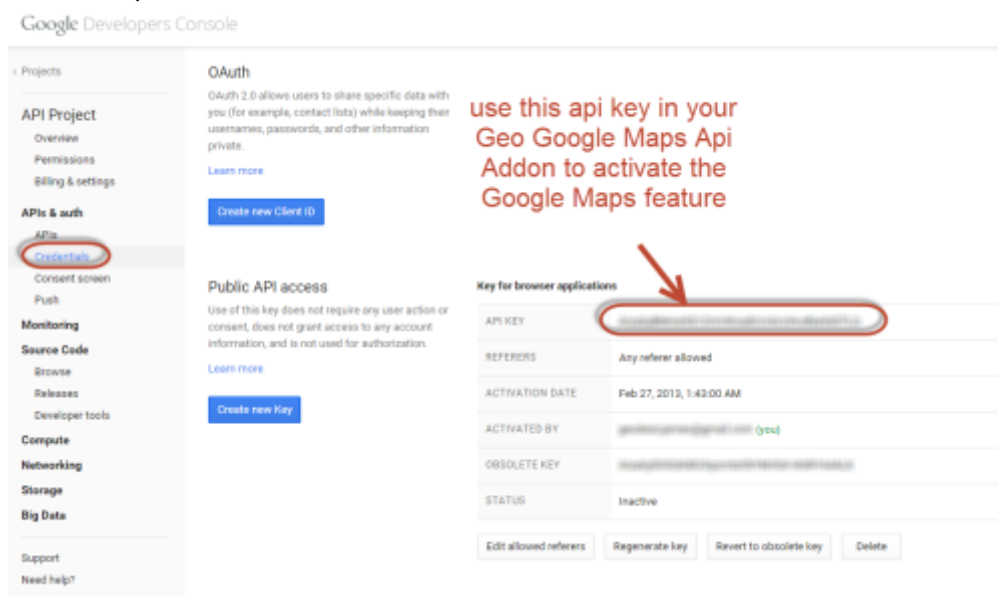 Google Developers Console
< Projects
API Project
Overview
Permissions
Billing & settings
APIs & auth
APIs
Credentials
Consent screen
Push
Monitoring
Source Code
Browse
Releases
Developer tools
Compute
Networking
Storage
Big Data
Support
Need help?
OAuth
OAuth 2.0 allows users to share specific data with
you (for example, contact lists) while keeping their
usernames, passwords, and other information
private.
Learn more
Create new Client ID
use this api key in your
Geo Google Maps Api
Addon to activate the
Google Maps feature
Public API access
Use of this key does not require any user action or
consent, does not grant access to any account
information, and is not used for authorization.
Learn more
Create new Key
Key for browser applications
API KEY
REFERERS Any referer allowed
ACTIVATION DATE Feb 27, 2013, 1:43:00 AM
ACTIVATED BY (you)
OBSOLETE KEY
STATUS Inactive
Edit allowed referers Regenerate key Revert to obsolete key Delete